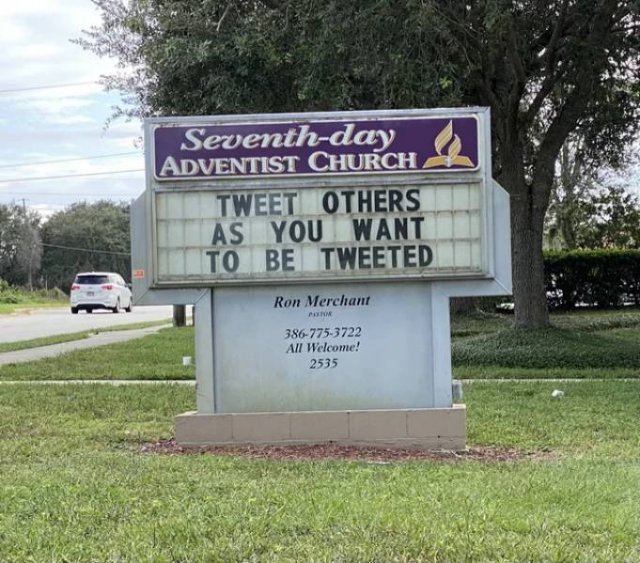 Seventh-day
ADVENTIST CHURCH
TWEET OTHERS
AS YOU WANT
TO BE TWEETED
Ron Merchant
PASTOR
386-775-3722
All Welcome!
2535